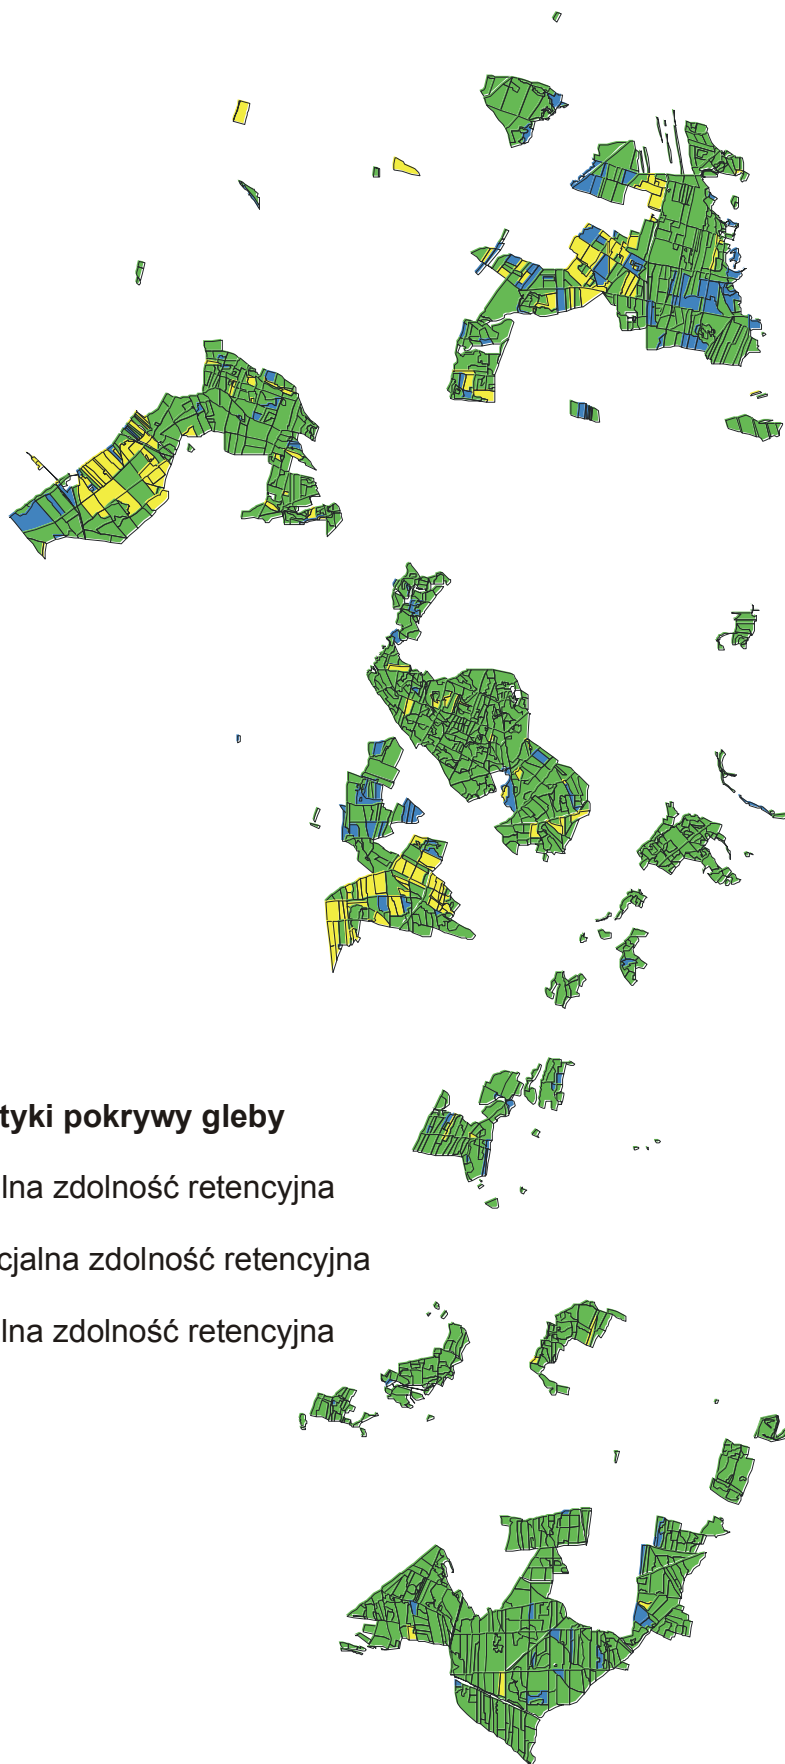 tyki pokrywy gleby
lna zdolność retencyjna
cjalna zdolność retencyjna
lna zdolność retencyjna